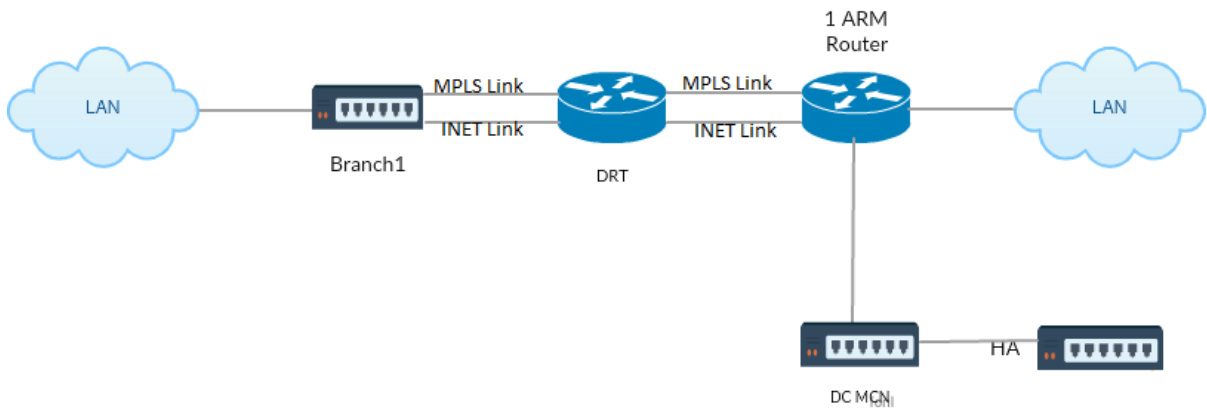 1 ARM
Router
MPLS Link
MPLS Link
LAN
LAN
INET Link
INET Link
Branch1
DRT
HA
DC MCN